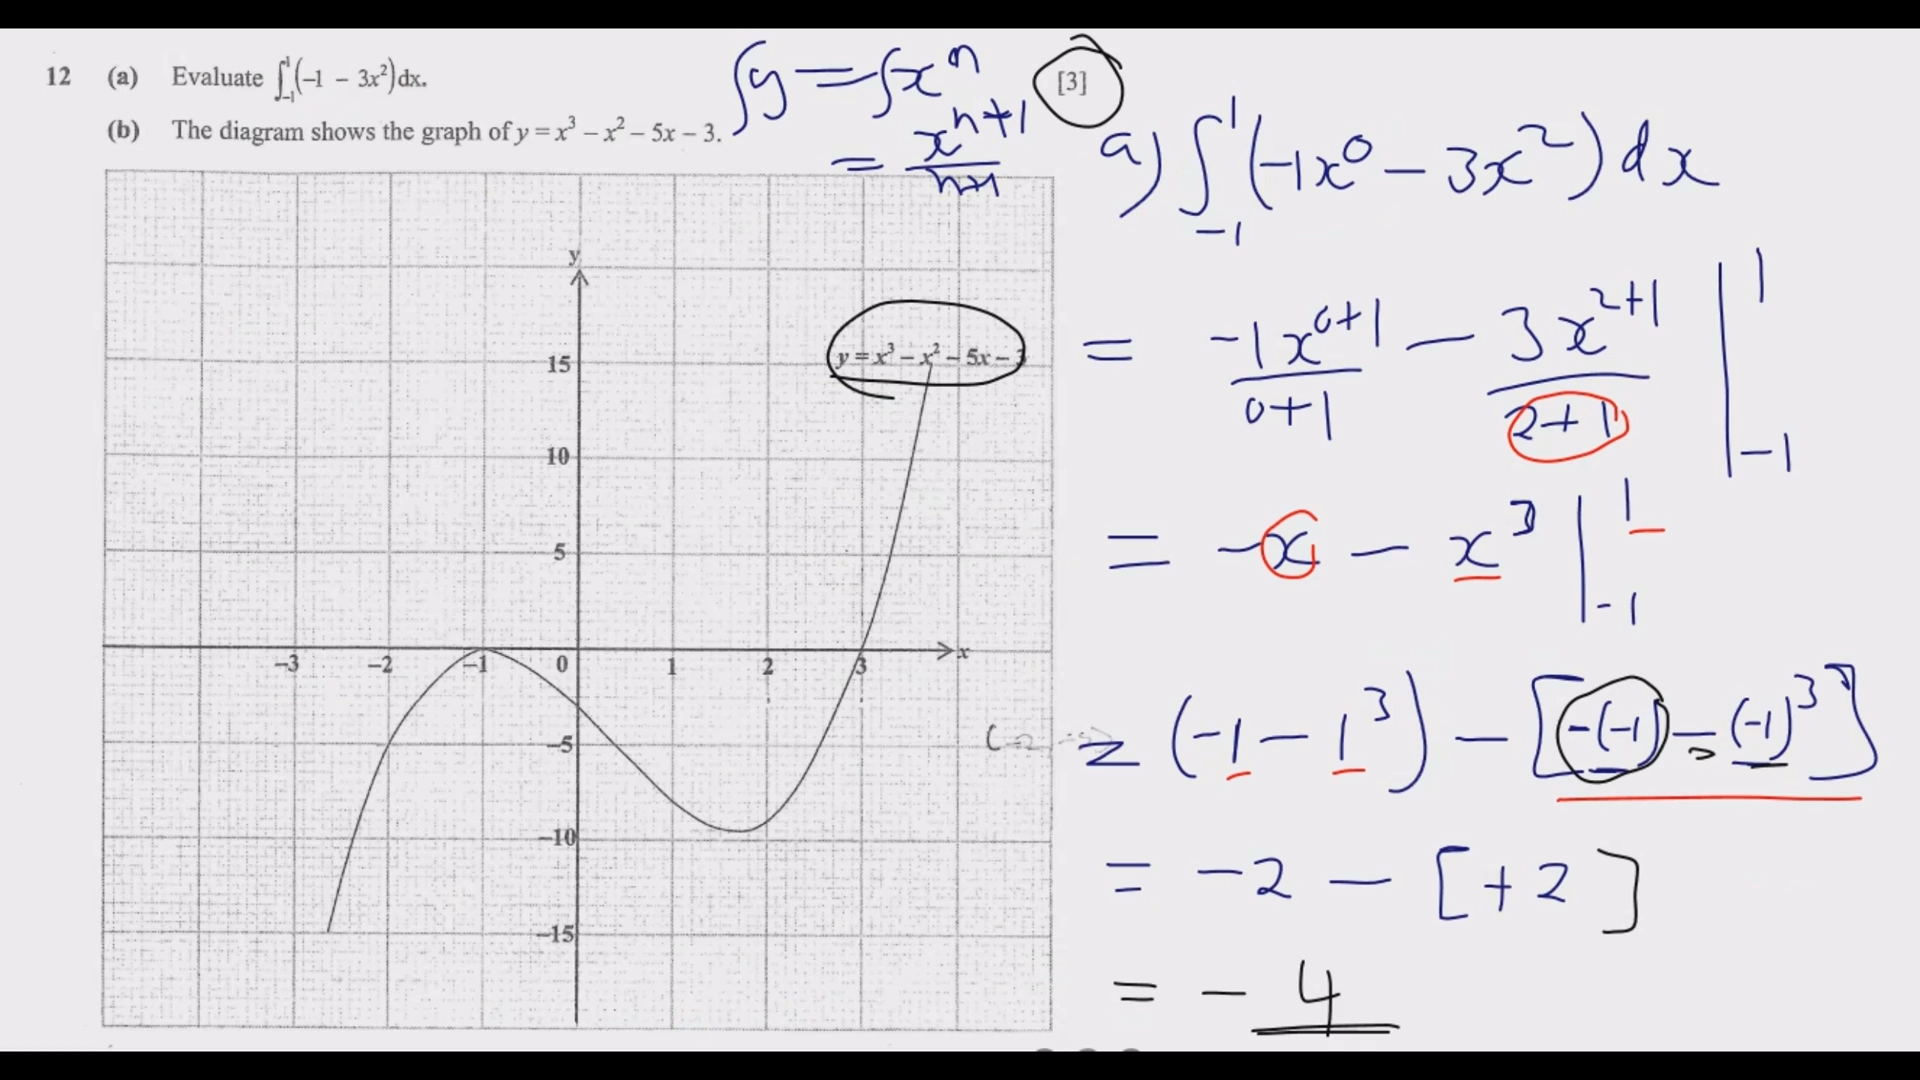 12 (a) Evaluate ∫₋₁¹(–1 – 3x²)dx. [3]
(b) The diagram shows the graph of y = x³ – x² – 5x – 3.
∫y = ∫xⁿ
= xⁿ⁺¹/n+1
y
y = x³ – x² – 5x – 3
15
10
5
–3 –2 –1 0 1 2 3 x
–5
–10
–15
a) ∫₋₁¹(-1x⁰ - 3x²)dx
= -1x⁰⁺¹/0+1 - 3x²⁺¹/2+1 |₋₁¹
= -x - x³ |₋₁¹
= (-1 - 1³) - [-(-1) - (-1)³]
= -2 - [+2]
= -4